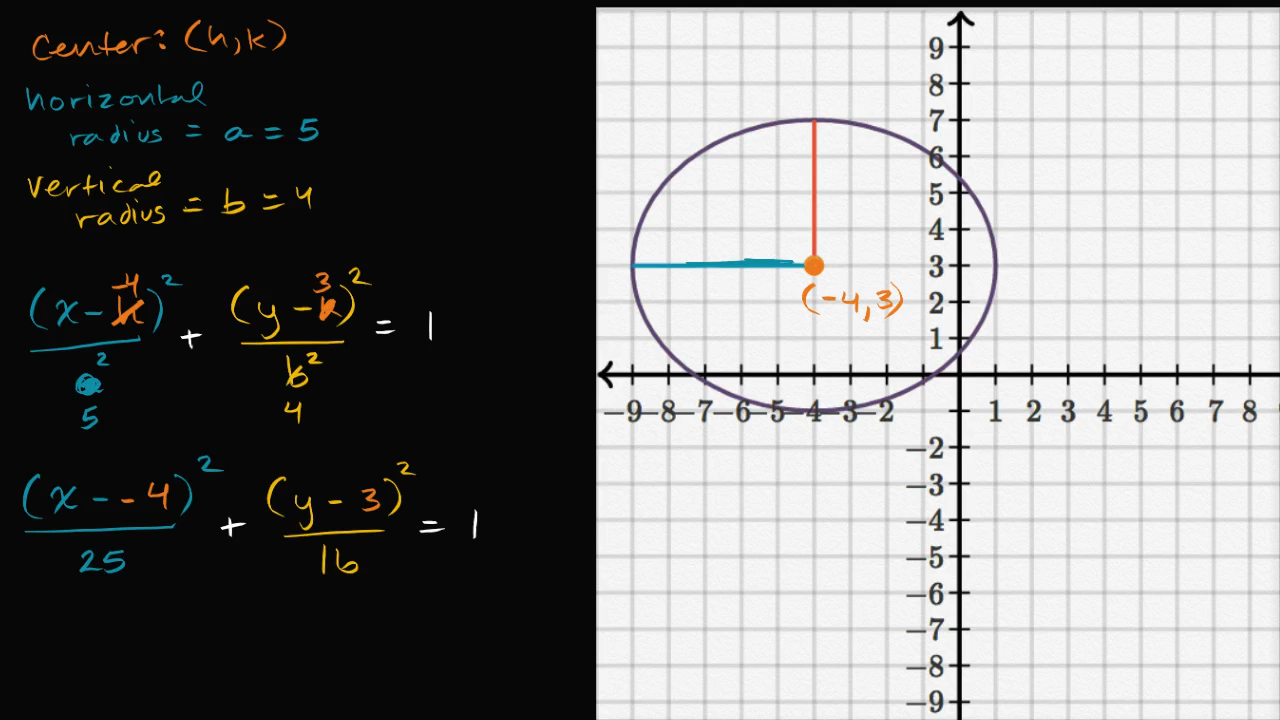 Center: (h,k)
horizontal
radius = a = 5
vertical
radius = b = 4
-4 2 3 2
(x - h) + (y - k) = 1
2 b²
5 4
(x - -4)² + (y - 3)² = 1
25 16
9
8
7
6
5
4
3
(-4,3)
2
1
-9 -8 -7 -6 -5 -4 -3 -2 1 2 3 4 5 6 7 8
-2
-3
-4
-5
-6
-7
-8
-9